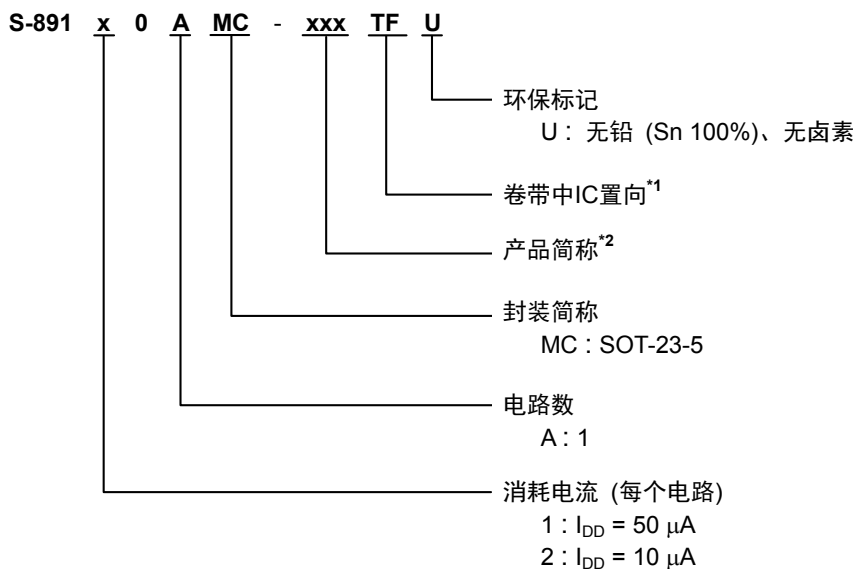 S-891 x 0 A MC - xxx TF U
环保标记
U : 无铅 (Sn 100%)、无卤素
卷带中IC置向*1
产品简称*2
封装简称
MC : SOT-23-5
电路数
A : 1
消耗电流 (每个电路)
1 : IDD = 50 μA
2 : IDD = 10 μA